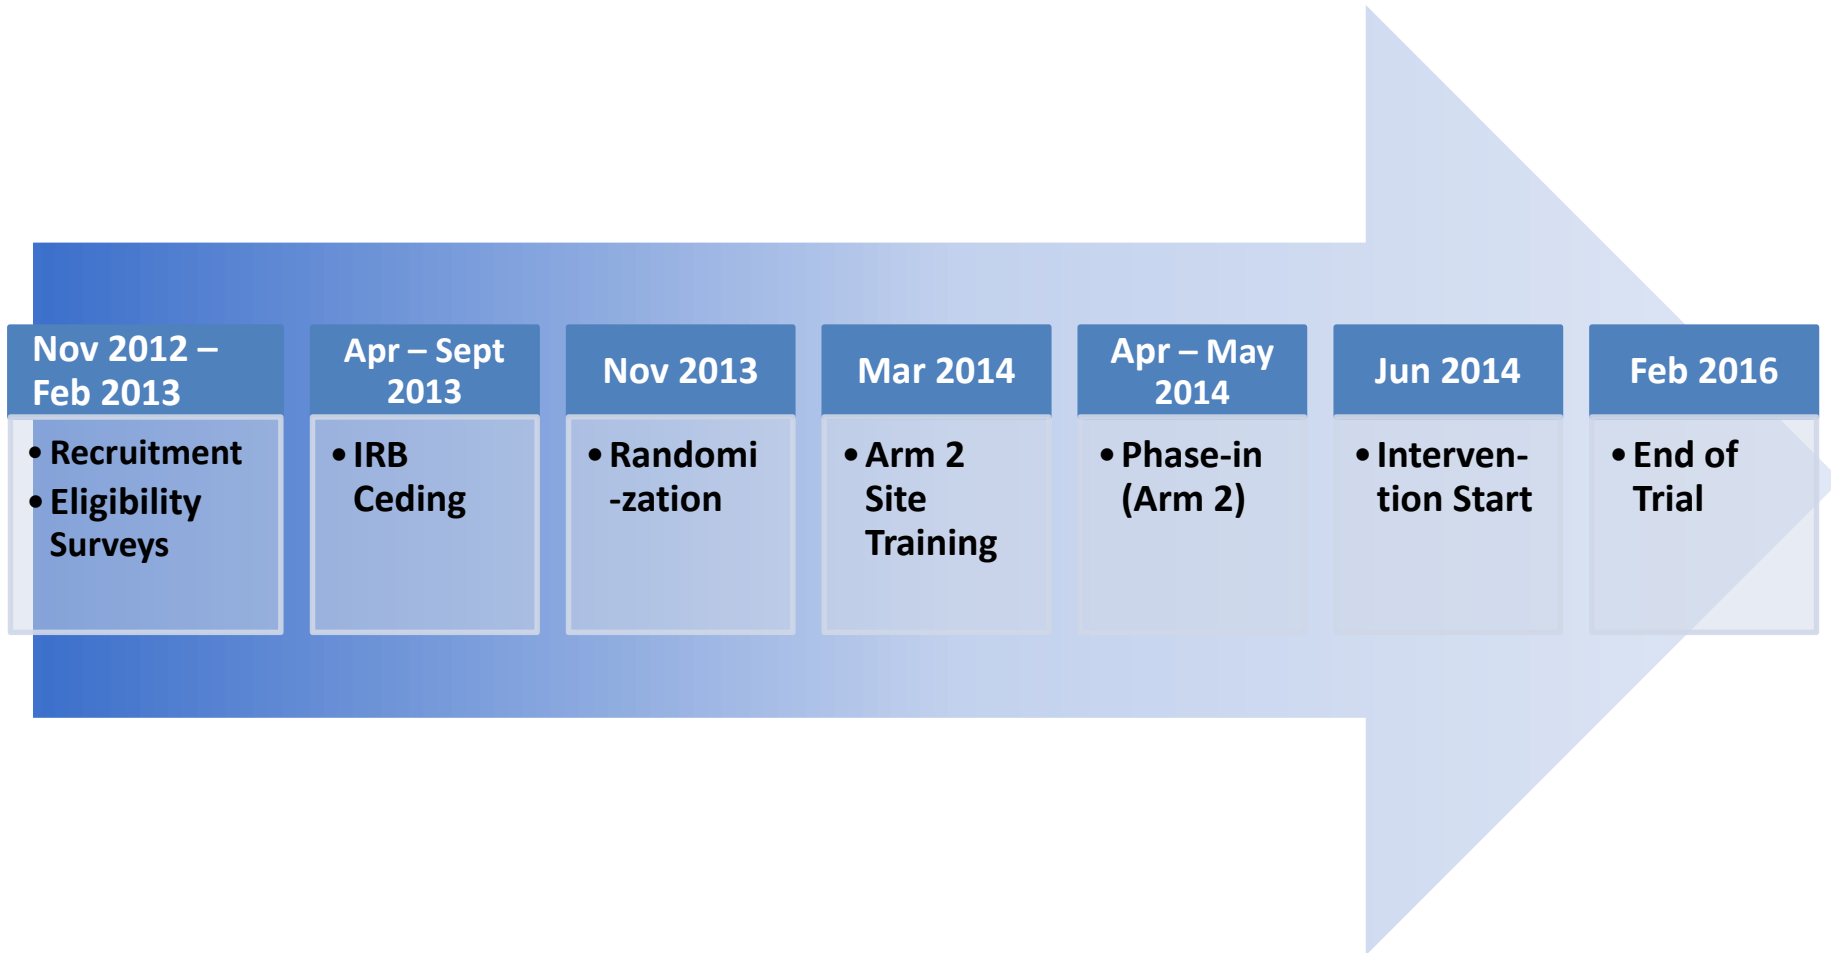 Nov 2012 –
Feb 2013
• Recruitment
• Eligibility
Surveys
Apr – Sept
2013
• IRB
Ceding
Nov 2013
• Randomi
-zation
Mar 2014
• Arm 2
Site
Training
Apr – May
2014
• Phase-in
(Arm 2)
Jun 2014
• Interven-
tion Start
Feb 2016
• End of
Trial